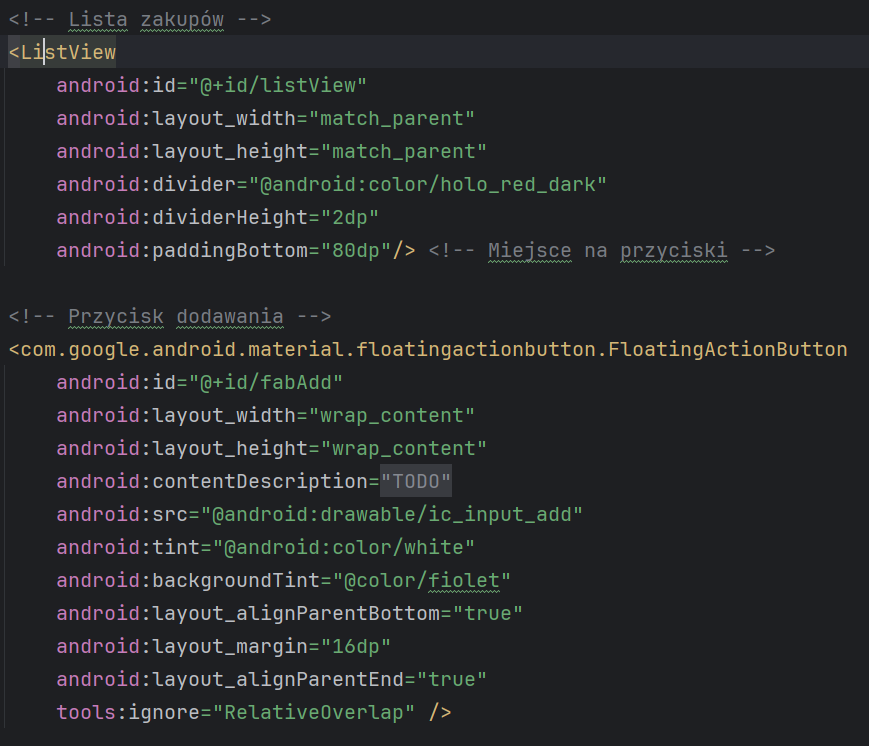 <!-- Lista zakupów -->
<ListView
    android:id="@+id/listView"
    android:layout_width="match_parent"
    android:layout_height="match_parent"
    android:divider="@android:color/holo_red_dark"
    android:dividerHeight="2dp"
    android:paddingBottom="80dp"/> <!-- Miejsce na przyciski -->

<!-- Przycisk dodawania -->
<com.google.android.material.floatingactionbutton.FloatingActionButton
    android:id="@+id/fabAdd"
    android:layout_width="wrap_content"
    android:layout_height="wrap_content"
    android:contentDescription="TODO"
    android:src="@android:drawable/ic_input_add"
    android:tint="@android:color/white"
    android:backgroundTint="@color/fiolet"
    android:layout_alignParentBottom="true"
    android:layout_margin="16dp"
    android:layout_alignParentEnd="true"
    tools:ignore="RelativeOverlap" />